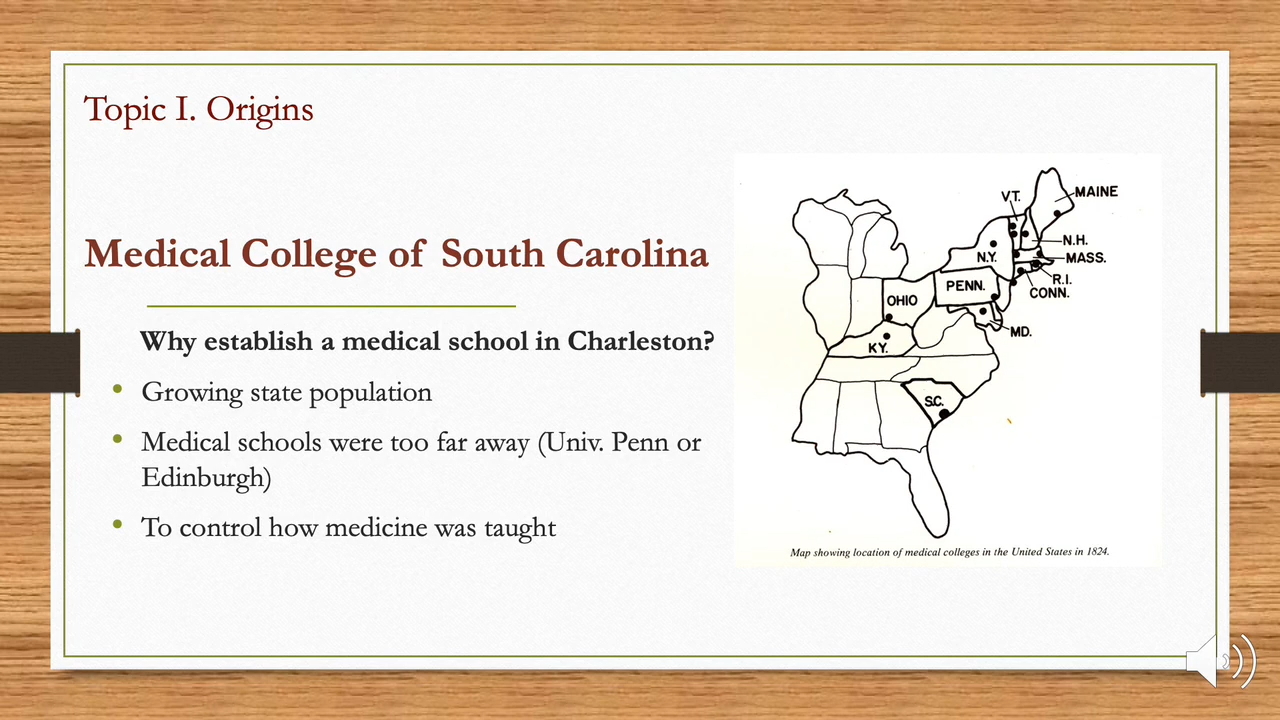 Topic I. Origins
Medical College of South Carolina
Why establish a medical school in Charleston?
• Growing state population
• Medical schools were too far away (Univ. Penn or
Edinburgh)
• To control how medicine was taught
V.T.
MAINE
N.H.
N.Y.
MASS.
R.I.
PENN.
CONN.
OHIO
MD.
K.Y.
S.C.
Map showing location of medical colleges in the United States in 1824.